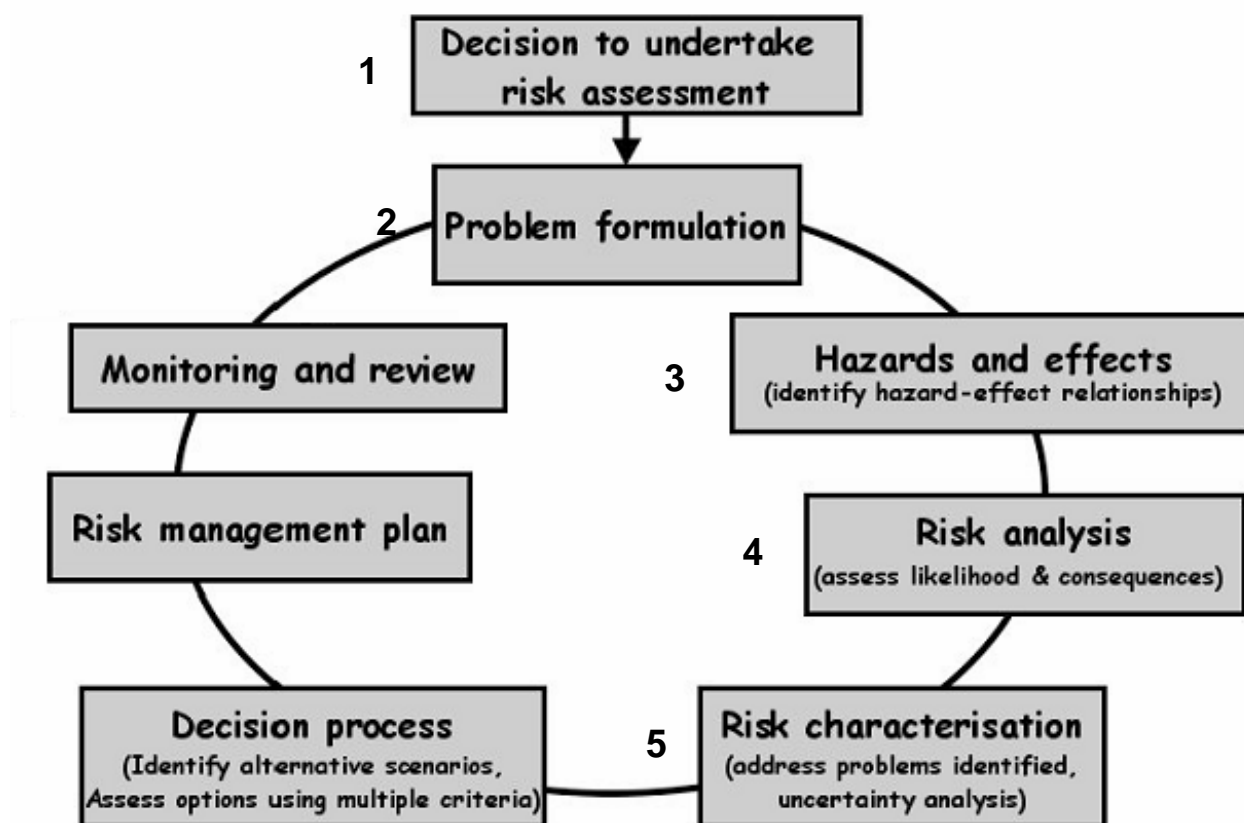 1
Decision to undertake
risk assessment
2
Problem formulation
3
Hazards and effects
(identify hazard-effect relationships)
4
Risk analysis
(assess likelihood & consequences)
5
Risk characterisation
(address problems identified,
uncertainty analysis)
Decision process
(Identify alternative scenarios,
Assess options using multiple criteria)
Risk management plan
Monitoring and review